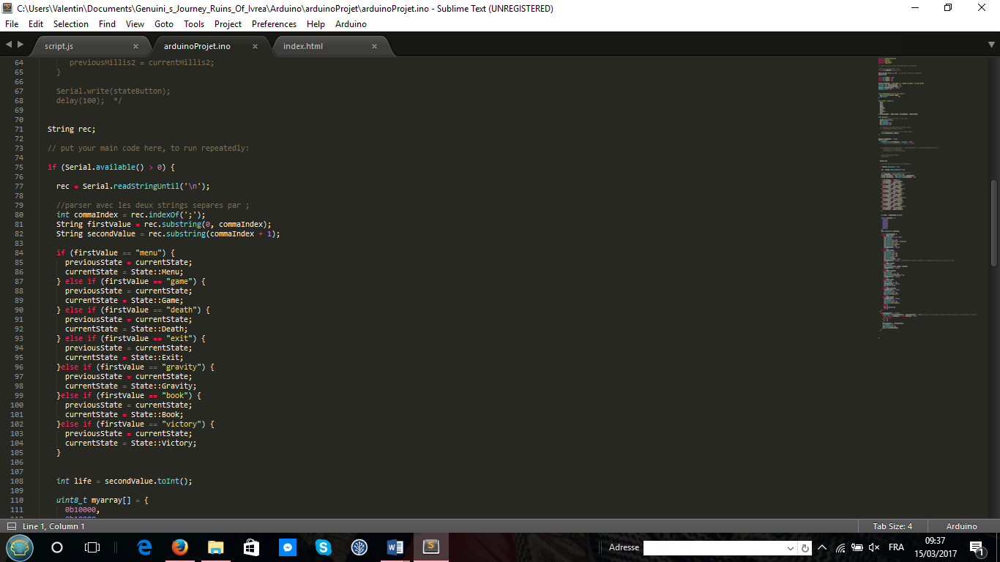 C:\Users\Valentin\Documents\Genuini_s_Journey_Ruins_Of_Ivrea\Arduino\arduinoProjet\arduinoProjet.ino - Sublime Text (UNREGISTERED)
File Edit Selection Find View Goto Tools Project Preferences Help Arduino
script.js × arduinoProjet.ino × index.html ×
64 previousMillis2 = currentMillis2;
65 }
66
67 Serial.write(stateButton);
68 delay(100); */
69
70
71 String rec;
72
73 // put your main code here, to run repeatedly:
74
75 if (Serial.available() > 0) {
76
77 rec = Serial.readStringUntil('\n');
78
79 //parser avec les deux strings separes par ;
80 int commaIndex = rec.indexOf(';');
81 String firstValue = rec.substring(0, commaIndex);
82 String secondValue = rec.substring(commaIndex + 1);
83
84 if (firstValue == "menu") {
85 previousState = currentState;
86 currentState = State::Menu;
87 } else if (firstValue == "game") {
88 previousState = currentState;
89 currentState = State::Game;
90 } else if (firstValue == "death") {
91 previousState = currentState;
92 currentState = State::Death;
93 } else if (firstValue == "exit") {
94 previousState = currentState;
95 currentState = State::Exit;
96 }else if (firstValue == "gravity") {
97 previousState = currentState;
98 currentState = State::Gravity;
99 }else if (firstValue == "book") {
100 previousState = currentState;
101 currentState = State::Book;
102 }else if (firstValue == "victory") {
103 previousState = currentState;
104 currentState = State::Victory;
105 }
106
107
108 int life = secondValue.toInt();
109
110 uint8_t myarray[] = {
111 0b10000,
Line 1, Column 1 Tab Size: 4 Arduino
Adresse FRA 09:37
15/03/2017 1